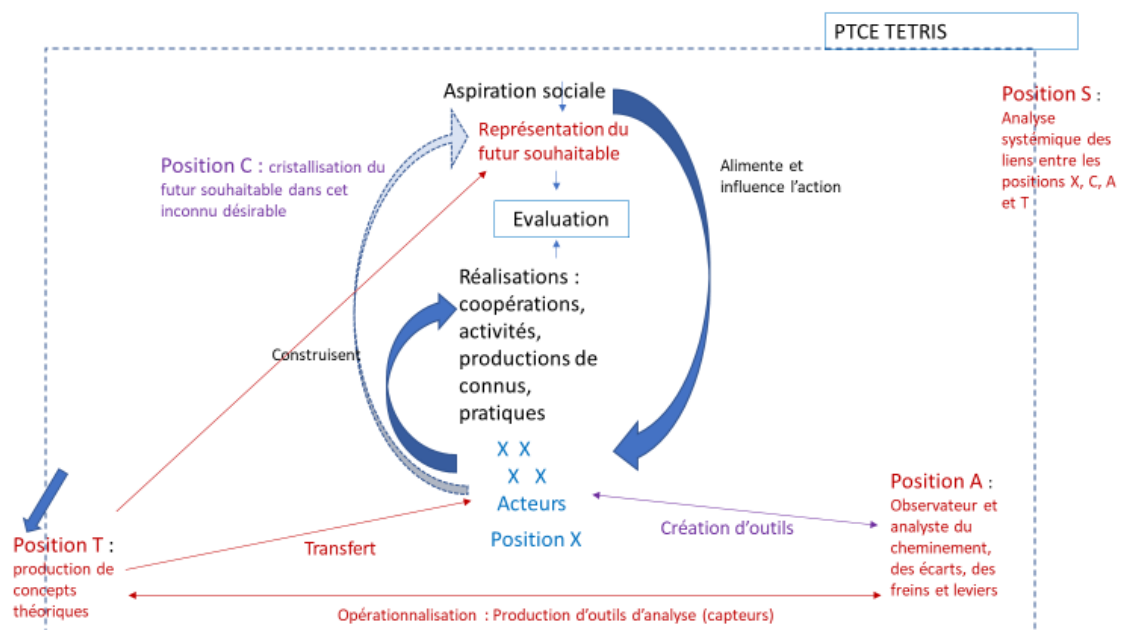 PTCE TETRIS
Aspiration sociale
Représentation du
futur souhaitable
Position S :
Analyse
systémique des
liens entre les
positions X, C, A
et T
Position C : cristallisation du
futur souhaitable dans cet
inconnu désirable
Alimente et
influence l’action
Evaluation
Réalisations :
coopérations,
activités,
productions de
connus,
pratiques
Construisent
X X
X X
Acteurs
Position X
Position A :
Observateur et
analyste du
cheminement,
des écarts, des
freins et leviers
Création d’outils
Position T :
production de
concepts
théoriques
Transfert
Opérationnalisation : Production d’outils d’analyse (capteurs)